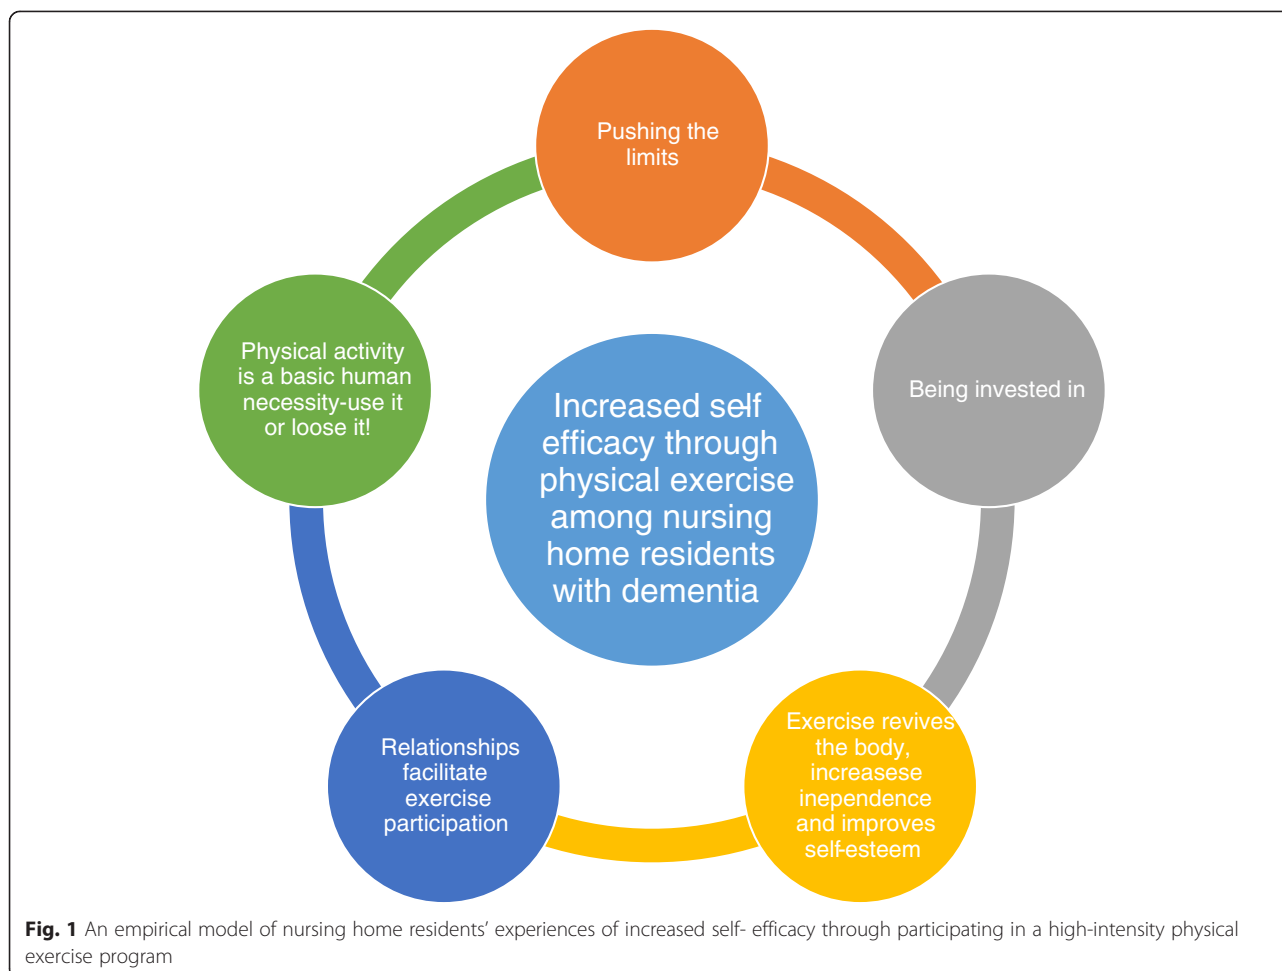 Pushing the
limits
Being invested in
Exercise revives
the body,
increasese
inependence
and improves
self-esteem
Relationships
facilitate
exercise
participation
Physical activity
is a basic human
necessity-use it
or loose it!
Increased self-
efficacy through
physical exercise
among nursing
home residents
with dementia
Fig. 1 An empirical model of nursing home residents’ experiences of increased self- efficacy through participating in a high-intensity physical
exercise program